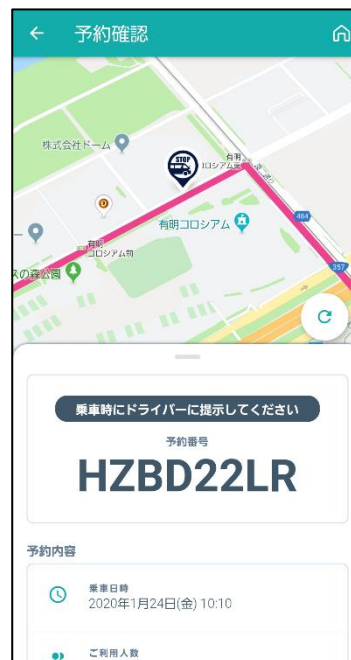 予約確認
株式会社ドーム
STOP
有明
コロシアム東
464
有明コロシアム
有明
コロシアム前
スの森公園
357
乗車時にドライバーに提示してください
予約番号
HZBD22LR
予約内容
乗車日時
2020年1月24日(金) 10:10
ご利用人数